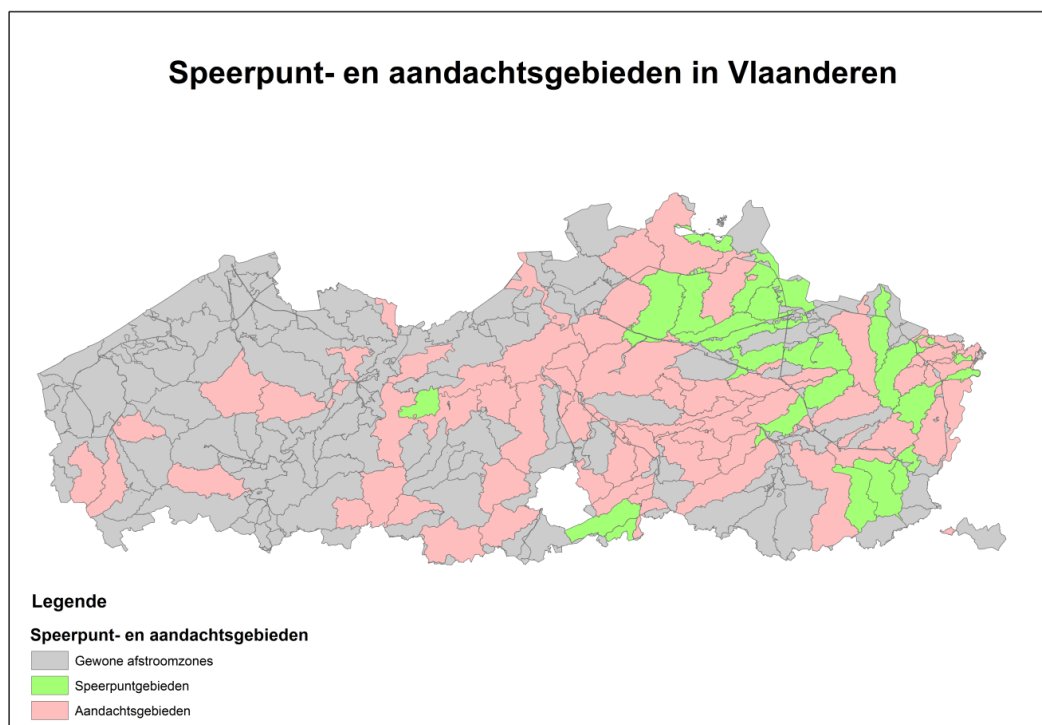 Speerpunt- en aandachtsgebieden in Vlaanderen
Legende
Speerpunt- en aandachtsgebieden
Gewone afstroomzones
Speerpuntgebieden
Aandachtsgebieden